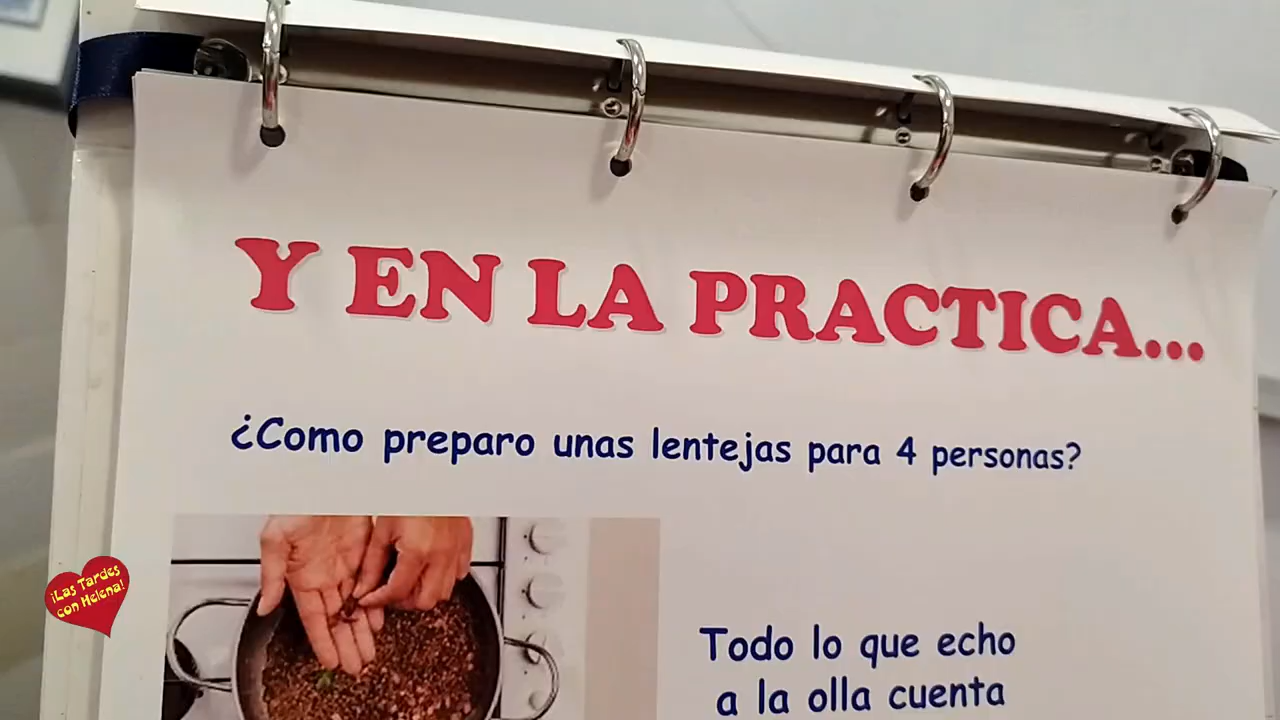 Y EN LA PRACTICA...
¿Como preparo unas lentejas para 4 personas?
Todo lo que echo
a la olla cuenta
¡Las Tardes
con Helena!